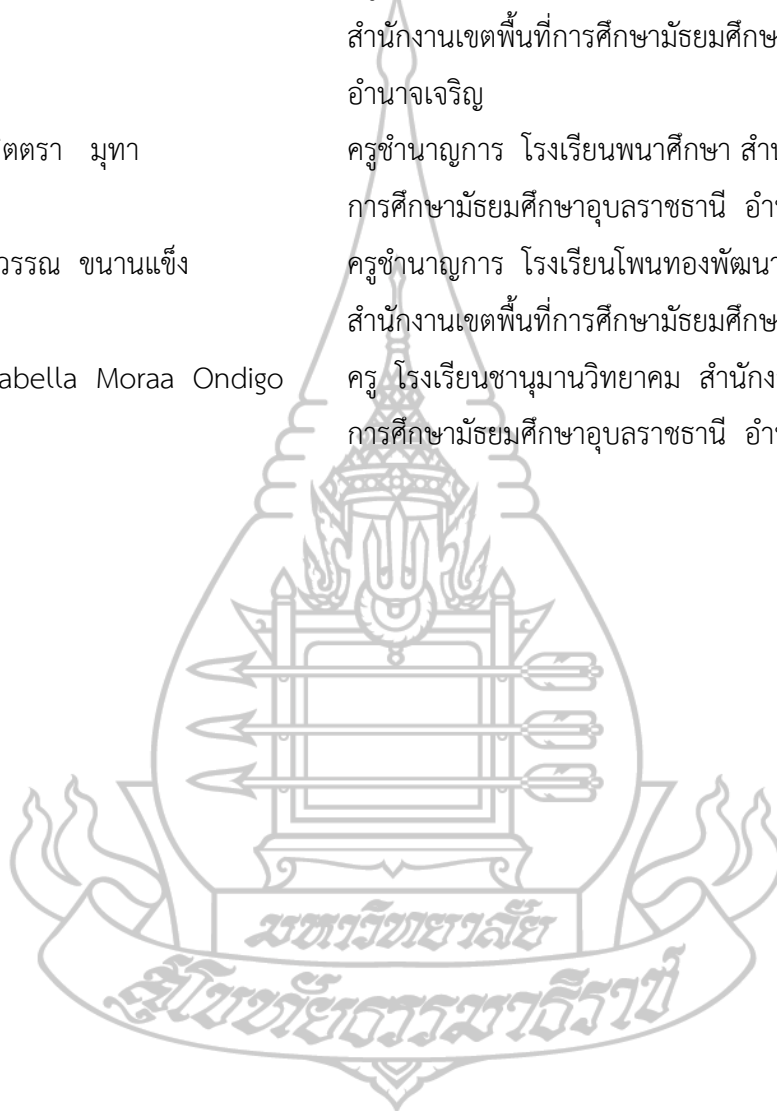 สำนักงานเขตพื้นที่การศึกษามัธยมศึกษ
อำนาจเจริญ
ิตตรา มุทา ครูชำนาญการ โรงเรียนพนาศึกษา สำน
การศึกษามัธยมศึกษาอุบลราชธานี อำน
วรรณ ขนานแข็ง ครูชำนาญการ โรงเรียนโพนทองพัฒนา
สำนักงานเขตพื้นที่การศึกษามัธยมศึกษ
abella Moraa Ondigo ครู โรงเรียนชานุมานวิทยาคม สำนักง
การศึกษามัธยมศึกษาอุบลราชธานี อำน
มหาวิทยาลัย
สุโขทัยธรรมาธิราช